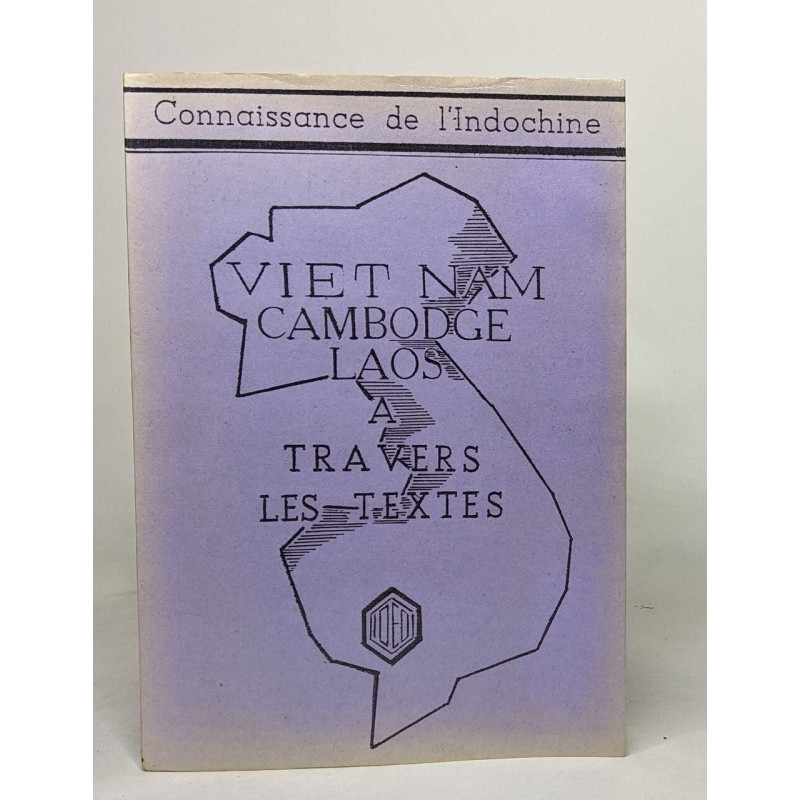 Connaissance de l'Indochine
VIET NAM
CAMBODGE
LAOS
A
TRAVERS
LES TEXTES